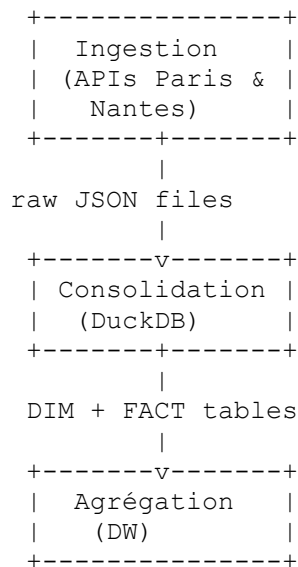 Ingestion
(APIs Paris &
Nantes)
raw JSON files
Consolidation
(DuckDB)
DIM + FACT tables
Agrégation
(DW)